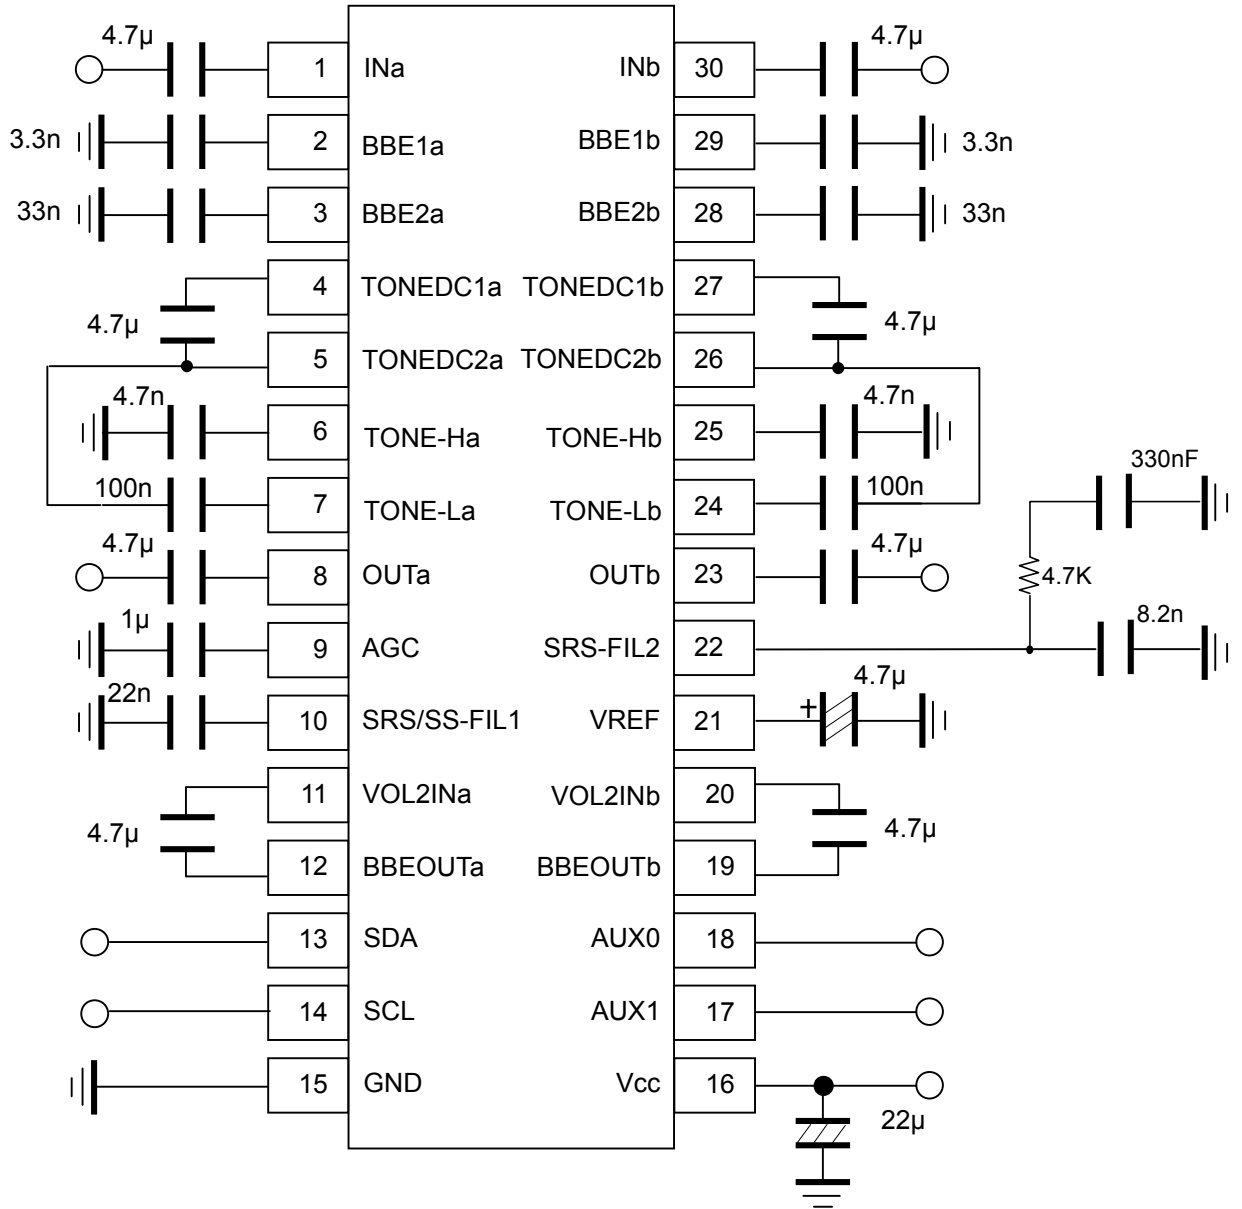 4.7µ 4.7µ
1 INa INb 30
3.3n 2 BBE1a BBE1b 29 3.3n
33n 3 BBE2a BBE2b 28 33n
4 TONEDC1a TONEDC1b 27
4.7µ 4.7µ
5 TONEDC2a TONEDC2b 26
4.7n 4.7n
6 TONE-Ha TONE-Hb 25
330nF
100n 100n
7 TONE-La TONE-Lb 24
4.7µ 4.7µ
8 OUTa OUTb 23
4.7K
1µ 8.2n
9 AGC SRS-FIL2 22
22n 4.7µ
10 SRS/SS-FIL1 VREF 21 +
11 VOL2INa VOL2INb 20
4.7µ 4.7µ
12 BBEOUTa BBEOUTb 19
13 SDA AUX0 18
14 SCL AUX1 17
15 GND Vcc 16
22µ